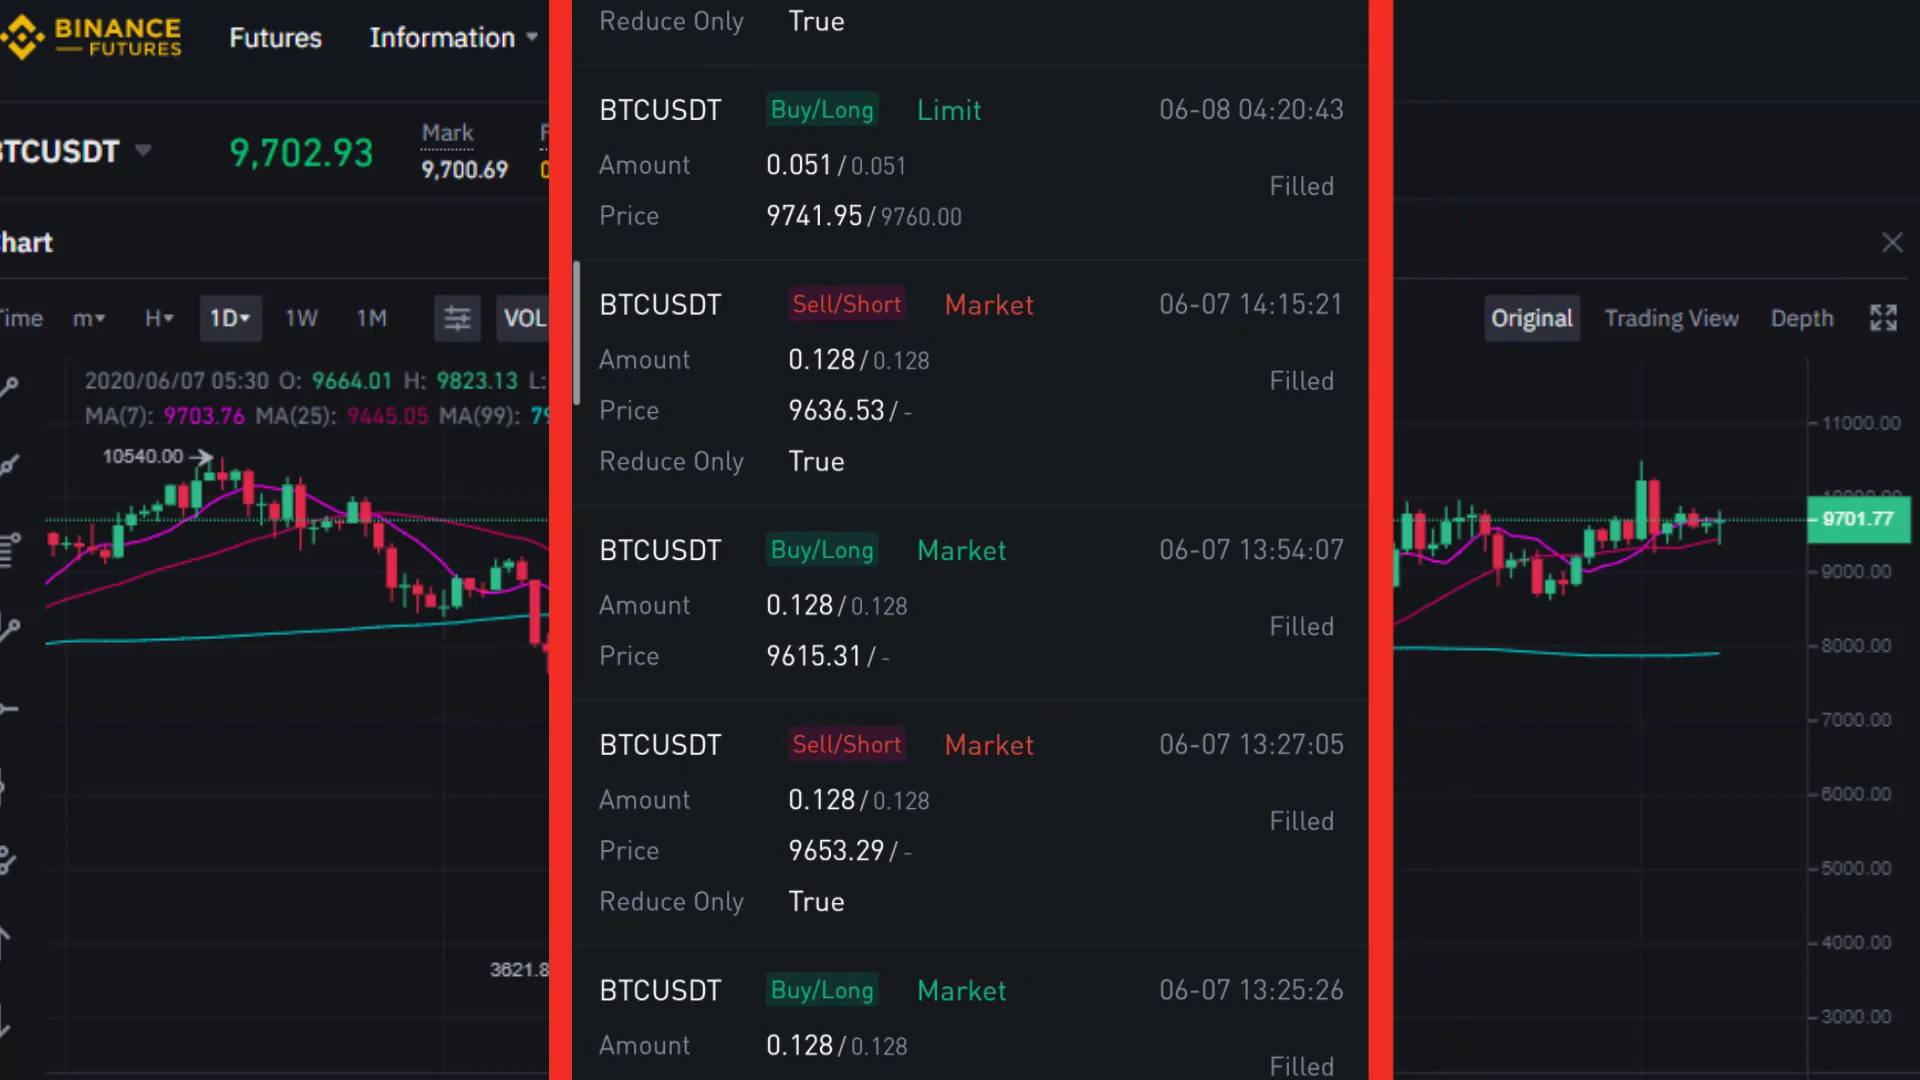 BINANCE
FUTURES
Futures
Information
BTCUSDT
9,702.93
Mark
9,700.69
hart
ime
m
H
1D
1W
1M
VOL
2020/06/07 05:30 O: 9664.01 H: 9823.13 L:
MA(7): 9703.76 MA(25): 9445.05 MA(99): 79
10540.00
3621.8
Reduce Only True
BTCUSDT Buy/Long Limit 06-08 04:20:43
Amount 0.051/0.051
Filled
Price 9741.95/9760.00
BTCUSDT Sell/Short Market 06-07 14:15:21
Amount 0.128/0.128
Filled
Price 9636.53/-
Reduce Only True
BTCUSDT Buy/Long Market 06-07 13:54:07
Amount 0.128/0.128
Filled
Price 9615.31/-
BTCUSDT Sell/Short Market 06-07 13:27:05
Amount 0.128/0.128
Filled
Price 9653.29/-
Reduce Only True
BTCUSDT Buy/Long Market 06-07 13:25:26
Amount 0.128/0.128
Filled
Original
Trading View
Depth
11000.00
10000.00
9701.77
9000.00
8000.00
7000.00
6000.00
5000.00
4000.00
3000.00